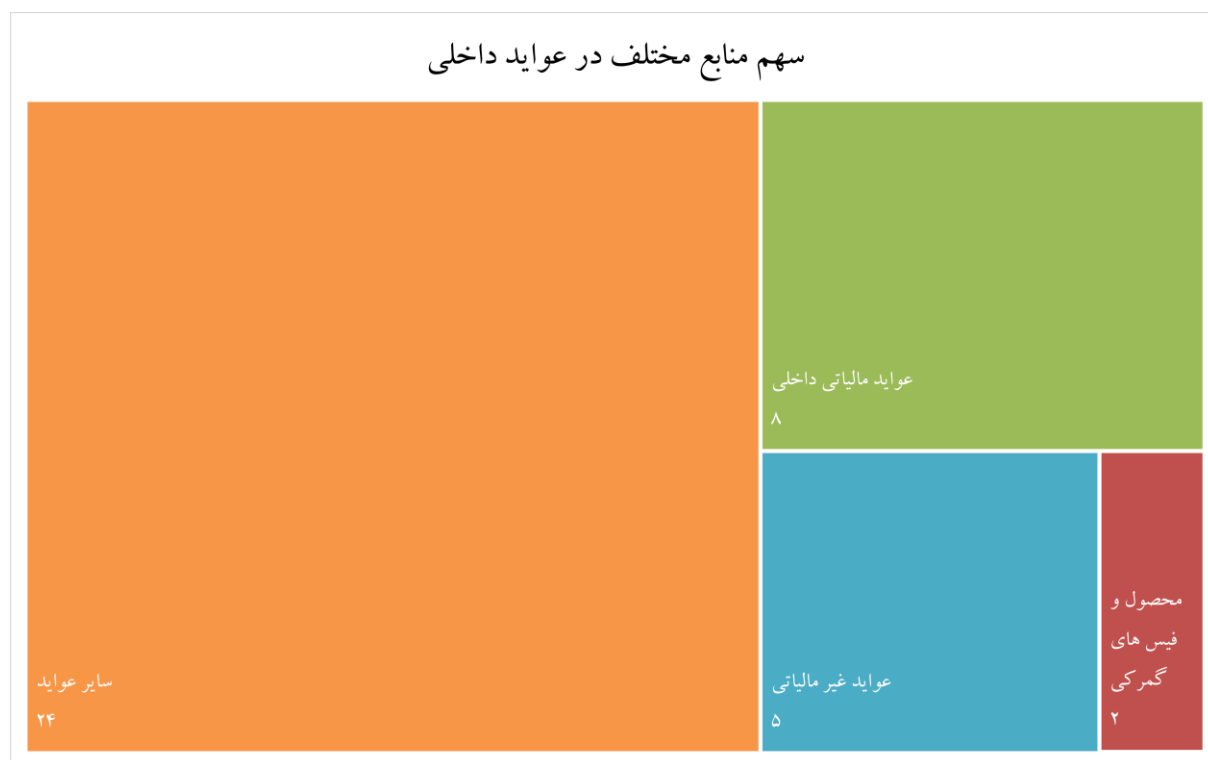 سهم منابع مختلف در عواید داخلی
عواید مالیاتی داخلی
۸
سایر عواید
۲۴
عواید غیر مالیاتی
۵
محصول و
فیس های
گمرکی
۲